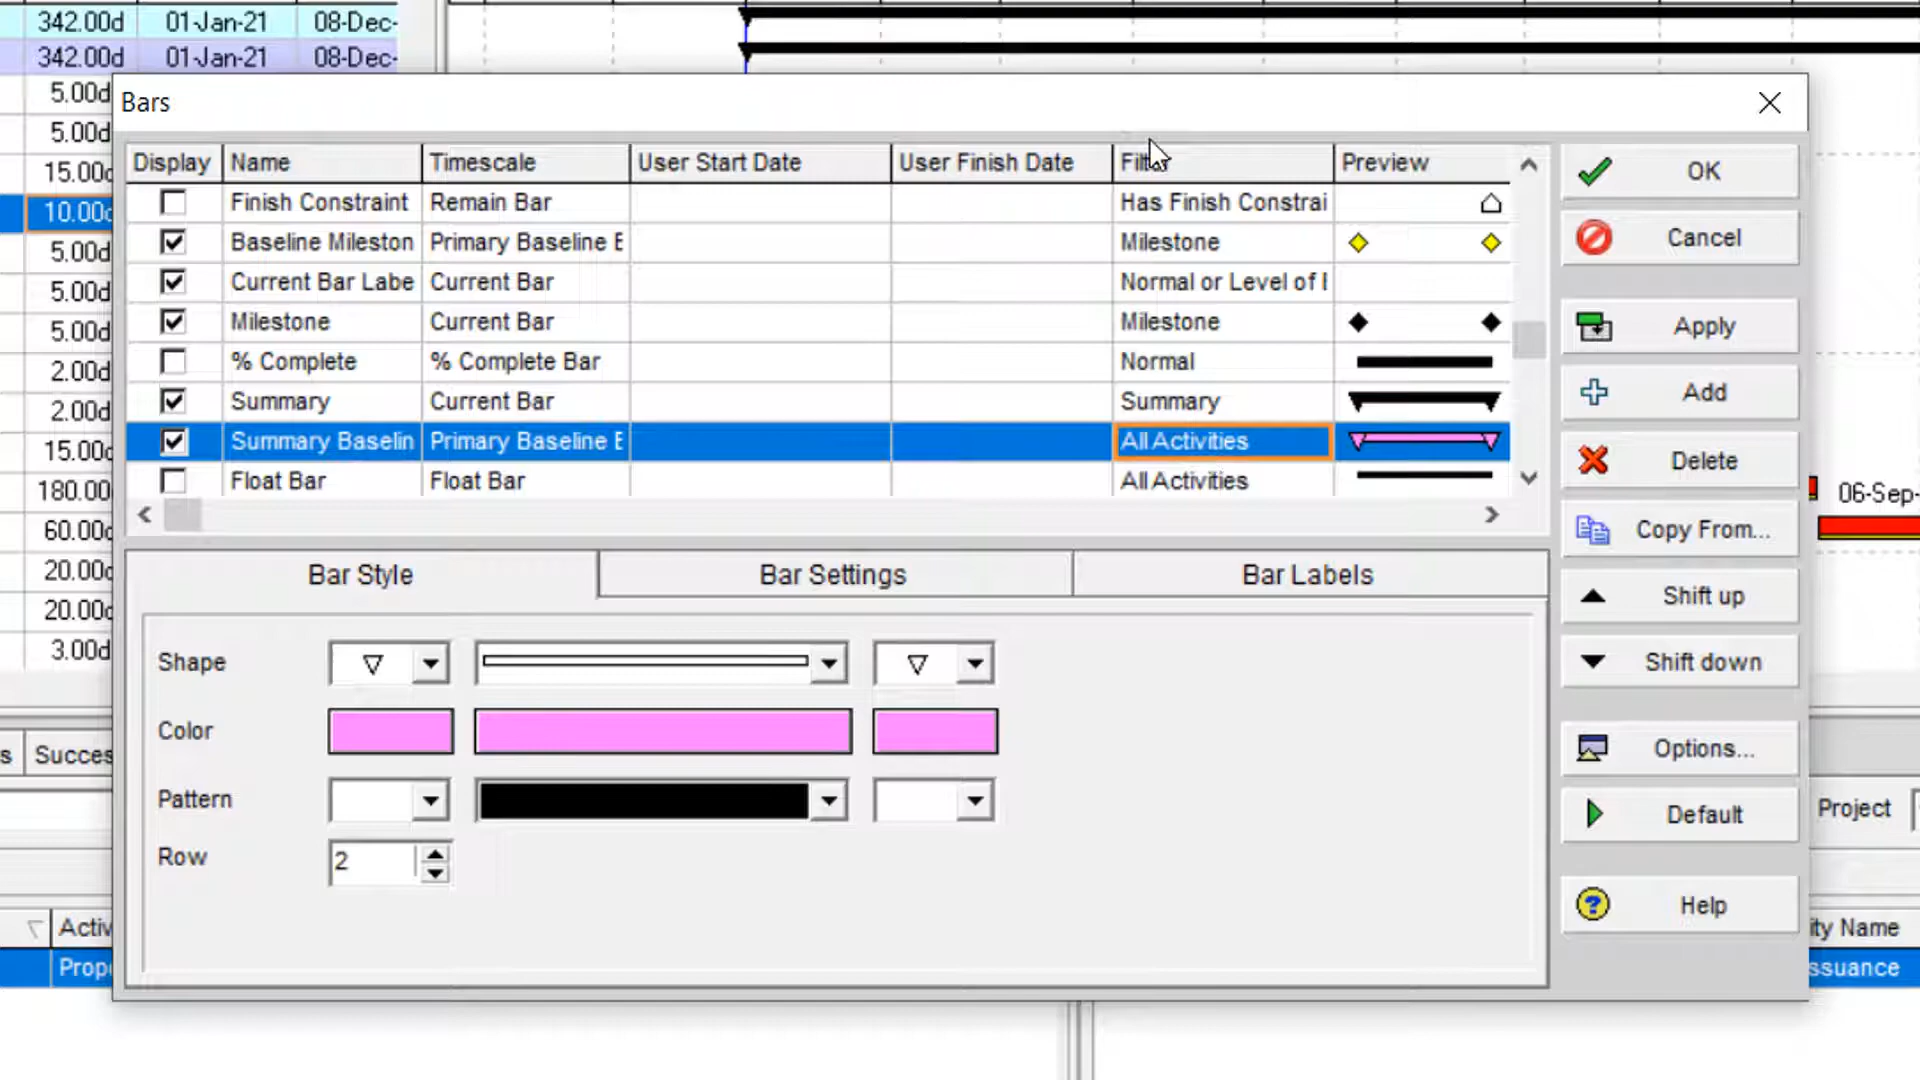 342.00d 01-Jan-21 08-Dec-
342.00d 01-Jan-21 08-Dec-
5.00d
5.00d
15.00d
10.00d
5.00d
5.00d
5.00d
2.00d
2.00d
15.00d
180.00
60.00d
20.00d
20.00d
3.00d
Bars
Display Name Timescale User Start Date User Finish Date Filt Preview
Finish Constraint Remain Bar Has Finish Constrai
Baseline Mileston Primary Baseline E Milestone
Current Bar Labe Current Bar Normal or Level of E
Milestone Current Bar Milestone
% Complete % Complete Bar Normal
Summary Current Bar Summary
Summary Baselin Primary Baseline E All Activities
Float Bar Float Bar All Activities
OK
Cancel
Apply
Add
Delete
Copy From...
Shift up
Shift down
Options...
Default
Help
Bar Style Bar Settings Bar Labels
Shape
Color
Pattern
Row 2
06-Sep-
s Succes
Project
Activ
ity Name
Prop
ssuance